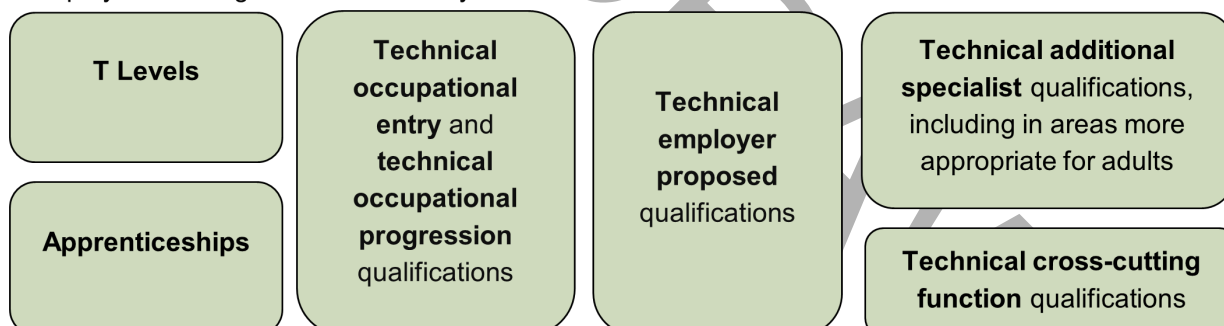 T Levels
Apprenticeships
Technical
occupational
entry and
technical
occupational
progression
qualifications
Technical
employer
proposed
qualifications
Technical additional
specialist qualifications,
including in areas more
appropriate for adults
Technical cross-cutting
function qualifications